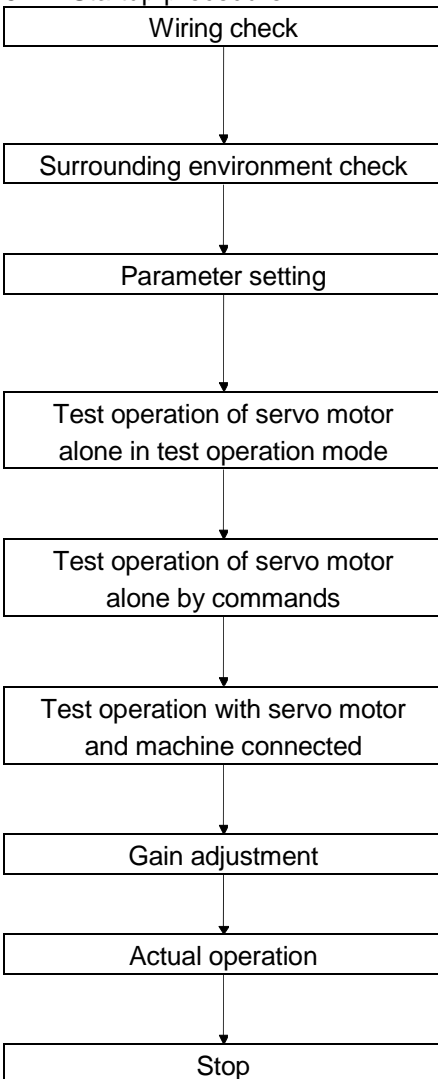 Wiring check
Surrounding environment check
Parameter setting
Test operation of servo motor
alone in test operation mode
Test operation of servo motor
alone by commands
Test operation with servo motor
and machine connected
Gain adjustment
Actual operation
Stop